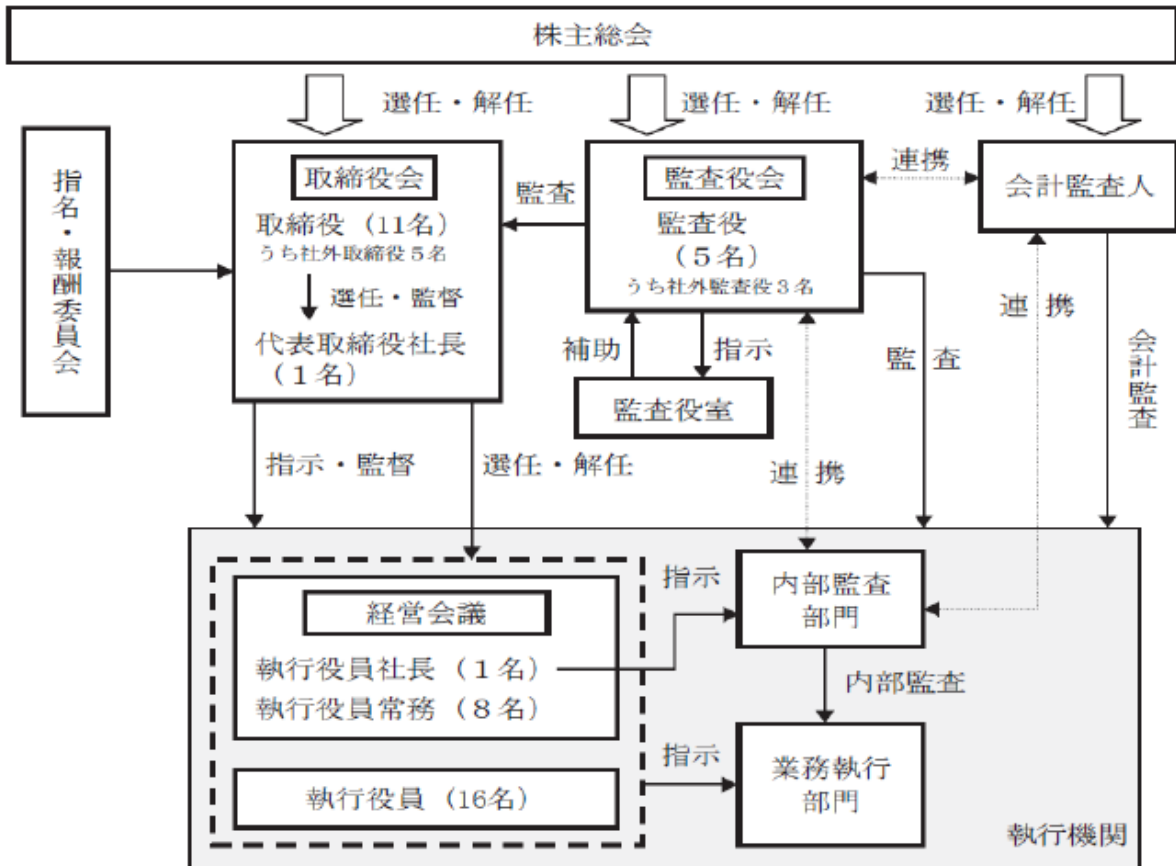 株主総会
選任・解任
選任・解任
選任・解任
指名・報酬委員会
取締役会
取締役（11名）
うち社外取締役５名
選任・監督
代表取締役社長
（１名）
監査
監査役会
監査役
（５名）
うち社外監査役３名
連携
会計監査人
補助
指示
監査役室
監査
連携
会計監査
指示・監督
選任・解任
連携
経営会議
執行役員社長（１名）
執行役員常務（８名）
執行役員（16名）
指示
内部監査
部門
内部監査
指示
業務執行
部門
執行機関